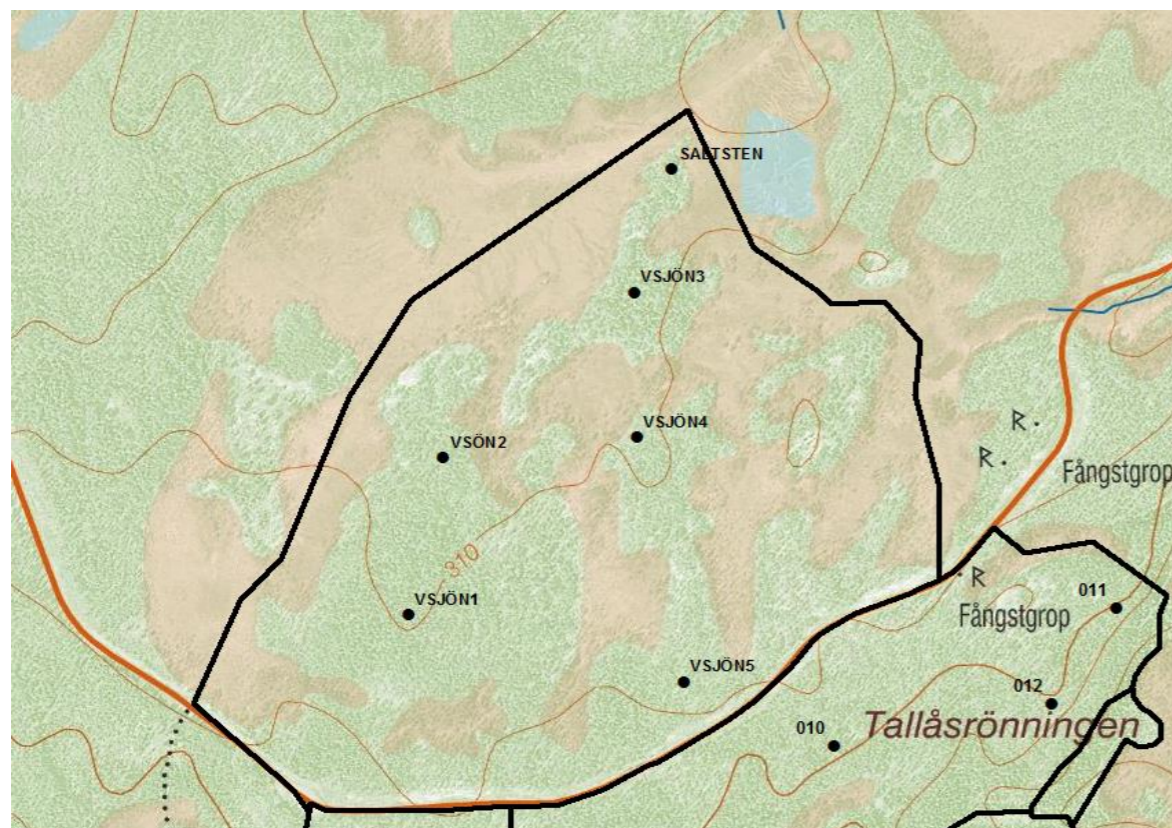 SALTSTEN
VSJÖN3
VSJÖN4
VSÖN2
R
R
Fångstgrop
310
R
VSJÖN1
011
Fångstgrop
VSJÖN5
012
010
Tallåsrönningen